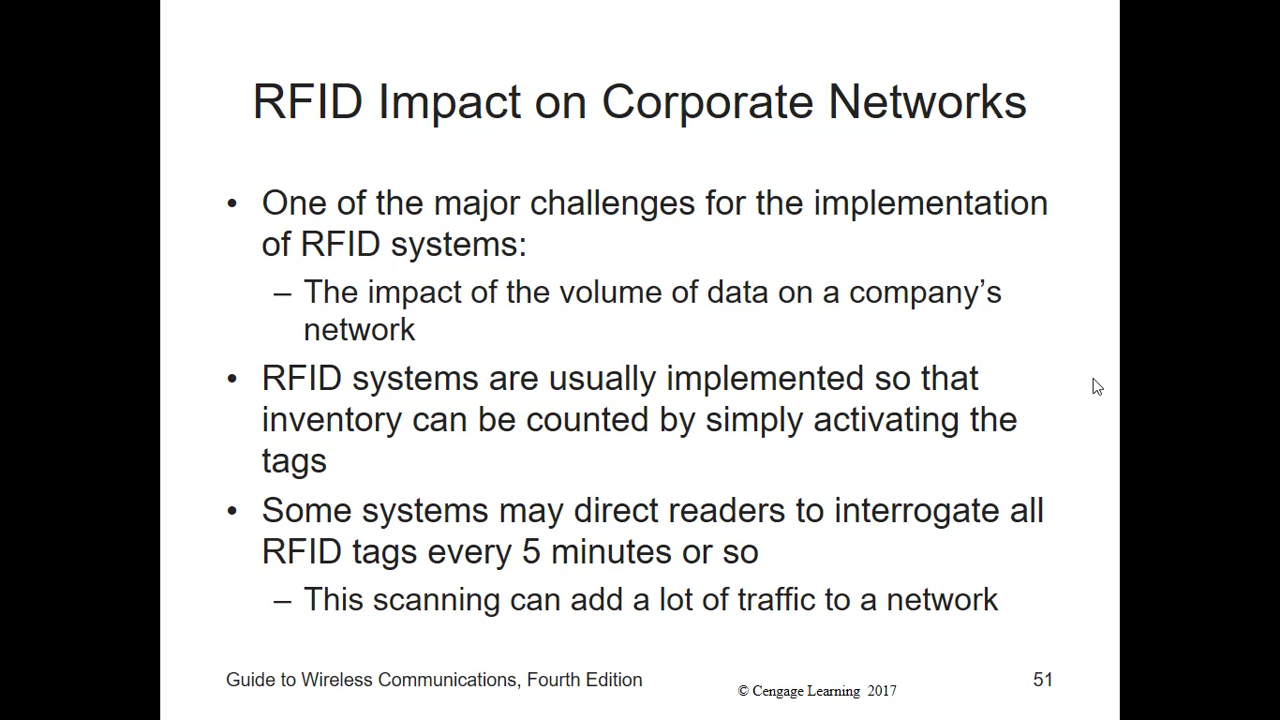 RFID Impact on Corporate Networks
• One of the major challenges for the implementation
of RFID systems:
– The impact of the volume of data on a company’s
network
• RFID systems are usually implemented so that
inventory can be counted by simply activating the
tags
• Some systems may direct readers to interrogate all
RFID tags every 5 minutes or so
– This scanning can add a lot of traffic to a network
Guide to Wireless Communications, Fourth Edition
© Cengage Learning 2017
51